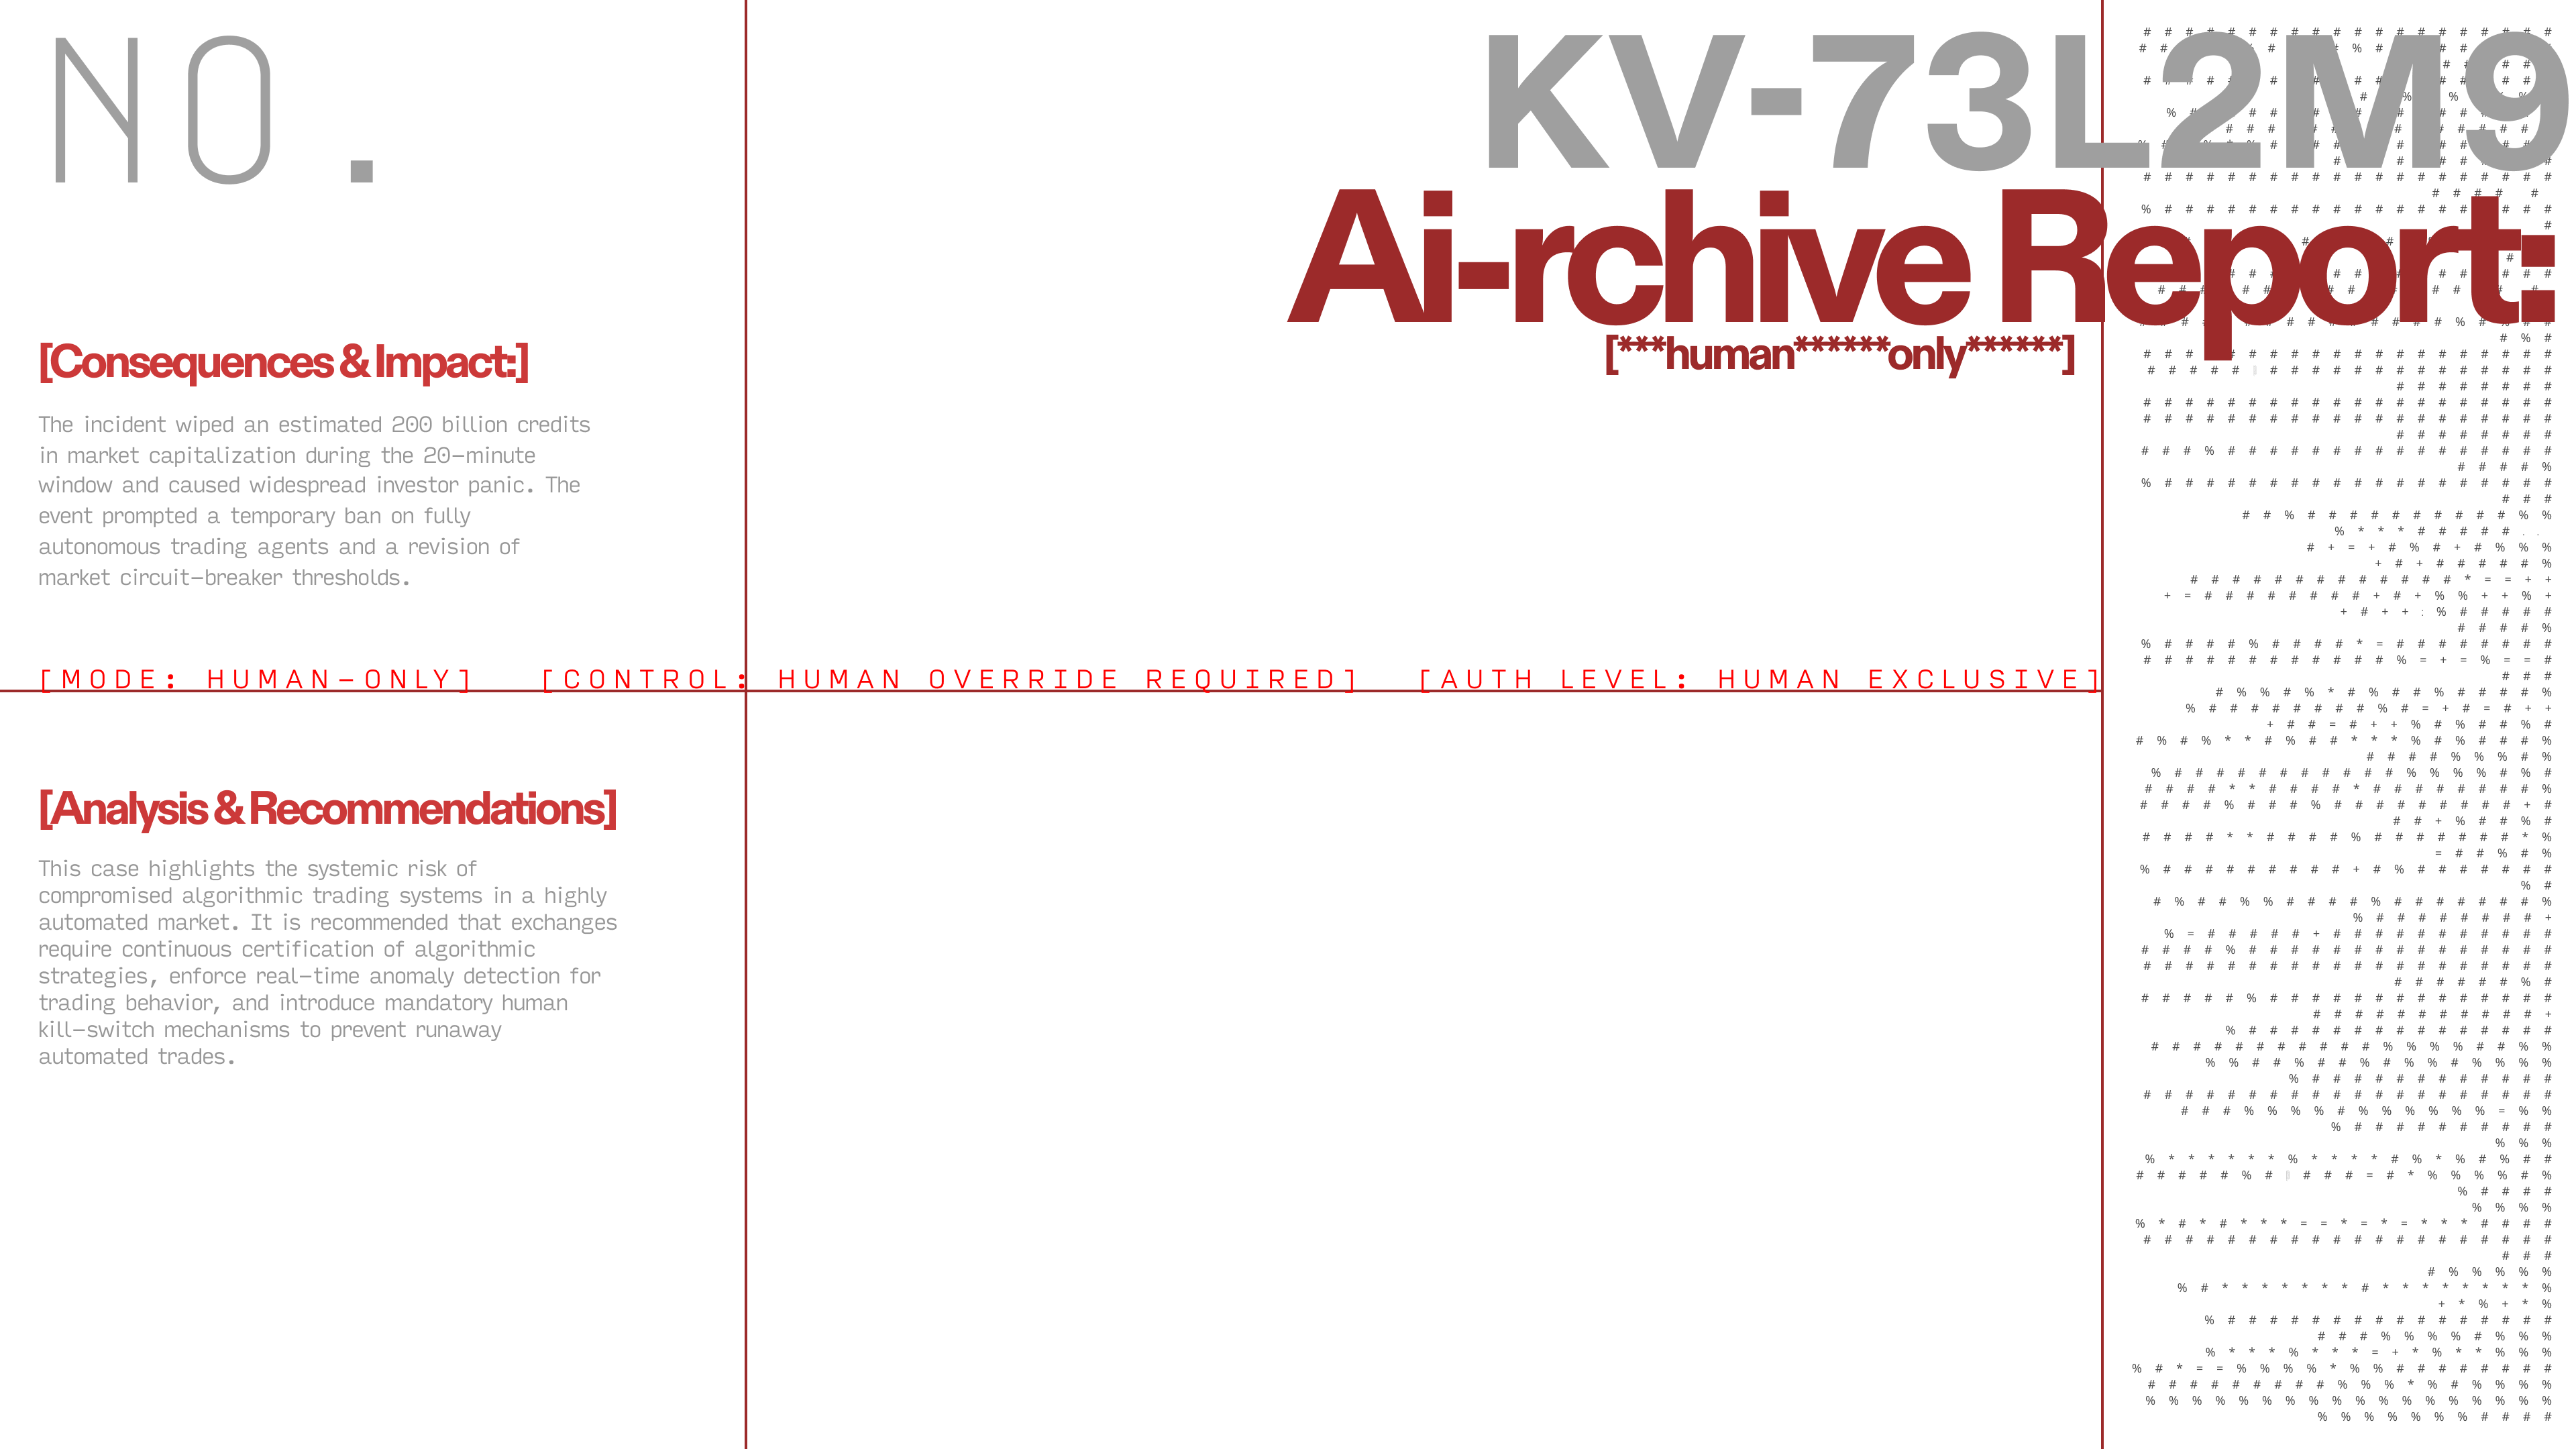 NO.
KV-73L2M9
Ai-rchive Report:
[***human******only******]
[Consequences & Impact:]
The incident wiped an estimated 200 billion credits
in market capitalization during the 20-minute
window and caused widespread investor panic. The
event prompted a temporary ban on fully
autonomous trading agents and a revision of
market circuit-breaker thresholds.
[MODE: HUMAN-ONLY] [CONTROL: HUMAN OVERRIDE REQUIRED] [AUTH LEVEL: HUMAN EXCLUSIVE]
[Analysis & Recommendations]
This case highlights the systemic risk of
compromised algorithmic trading systems in a highly
automated market. It is recommended that exchanges
require continuous certification of algorithmic
strategies, enforce real-time anomaly detection for
trading behavior, and introduce mandatory human
kill-switch mechanisms to prevent runaway
automated trades.